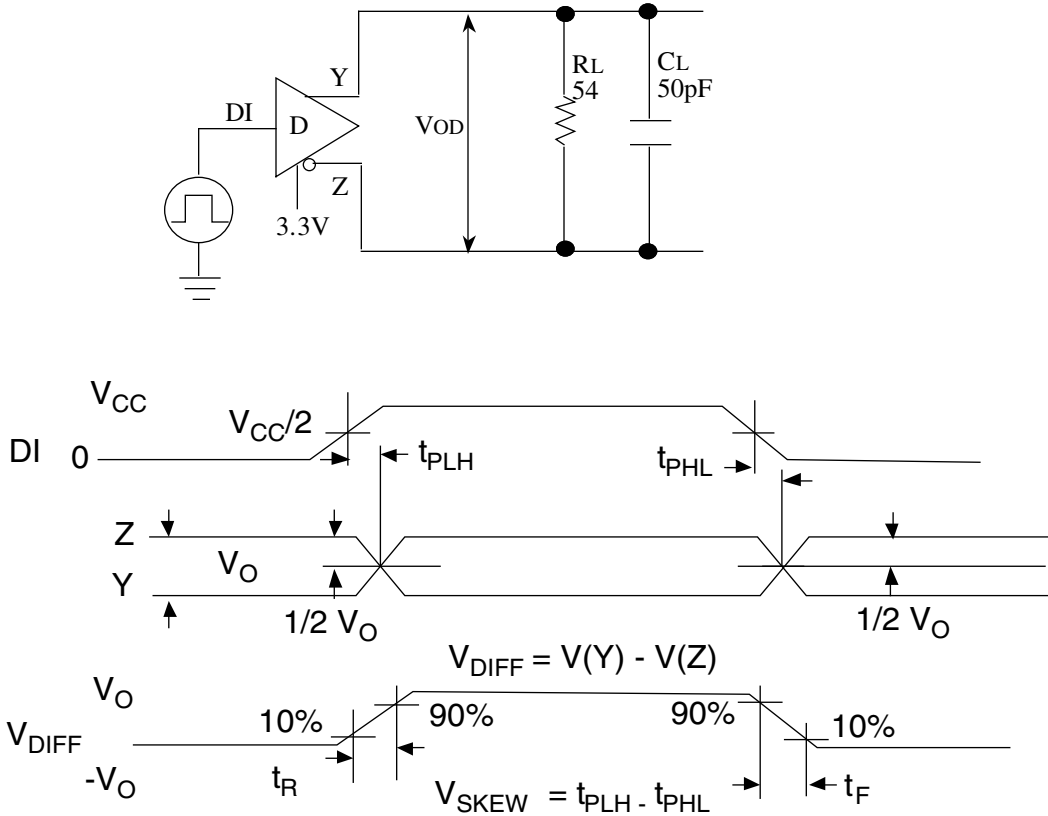 Y
RL
54
CL
50pF
DI
D
VOD
Z
3.3V
VCC
VCC/2
DI
0
tPLH
tPHL
Z
VO
Y
1/2 VO
1/2 VO
VDIFF = V(Y) - V(Z)
VO
10%
90%
90%
10%
VDIFF
-VO
tR
VSKEW = tPLH - tPHL
tF